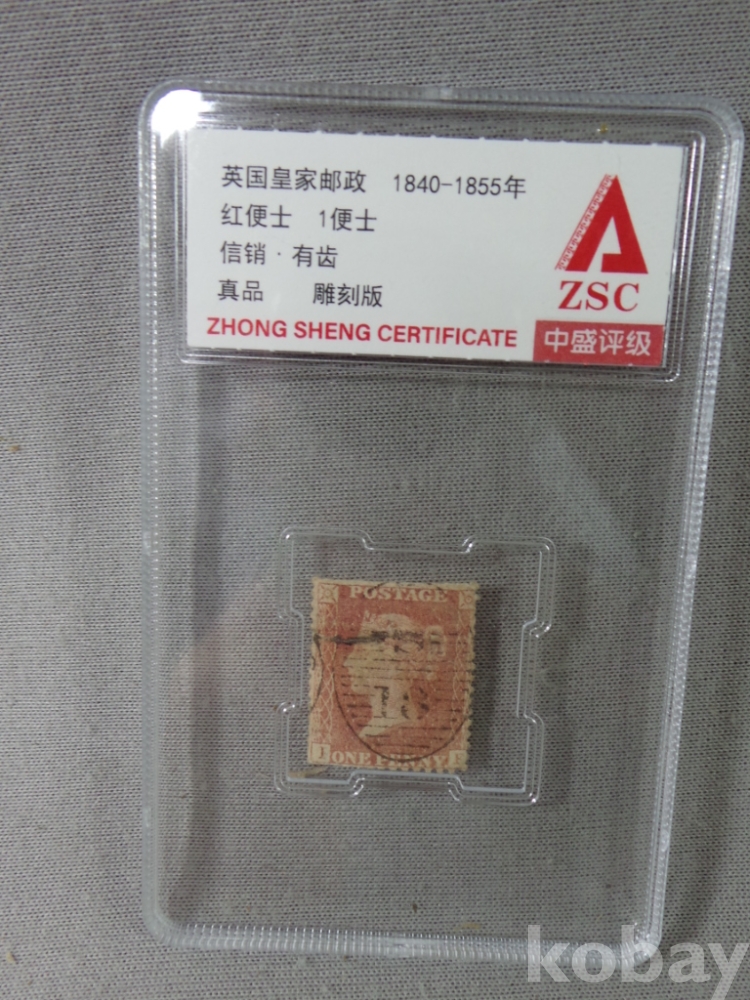 英国皇家邮政 1840-1855年
红便士 1便士
信销·有齿
真品 雕刻版
ZSC
ZHONG SHENG CERTIFICATE
中盛评级
POSTAGE
ONE PENNY
kobay